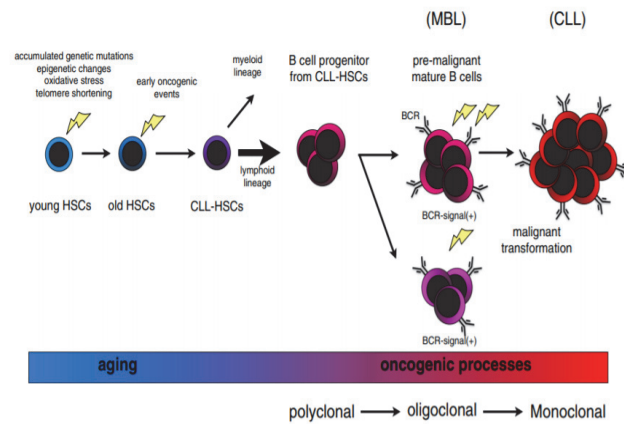 (MBL)
(CLL)
accumulated genetic mutations
epigenetic changes
oxidative stress
telomere shortening
early oncogenic
events
myeloid
lineage
B cell progenitor
from CLL-HSCs
pre-malignant
mature B cells
BCR
lymphoid
lineage
young HSCs
old HSCs
CLL-HSCs
BCR-signal(+)
malignant
transformation
BCR-signal(+)
aging
oncogenic processes
polyclonal
oligoclonal
Monoclonal